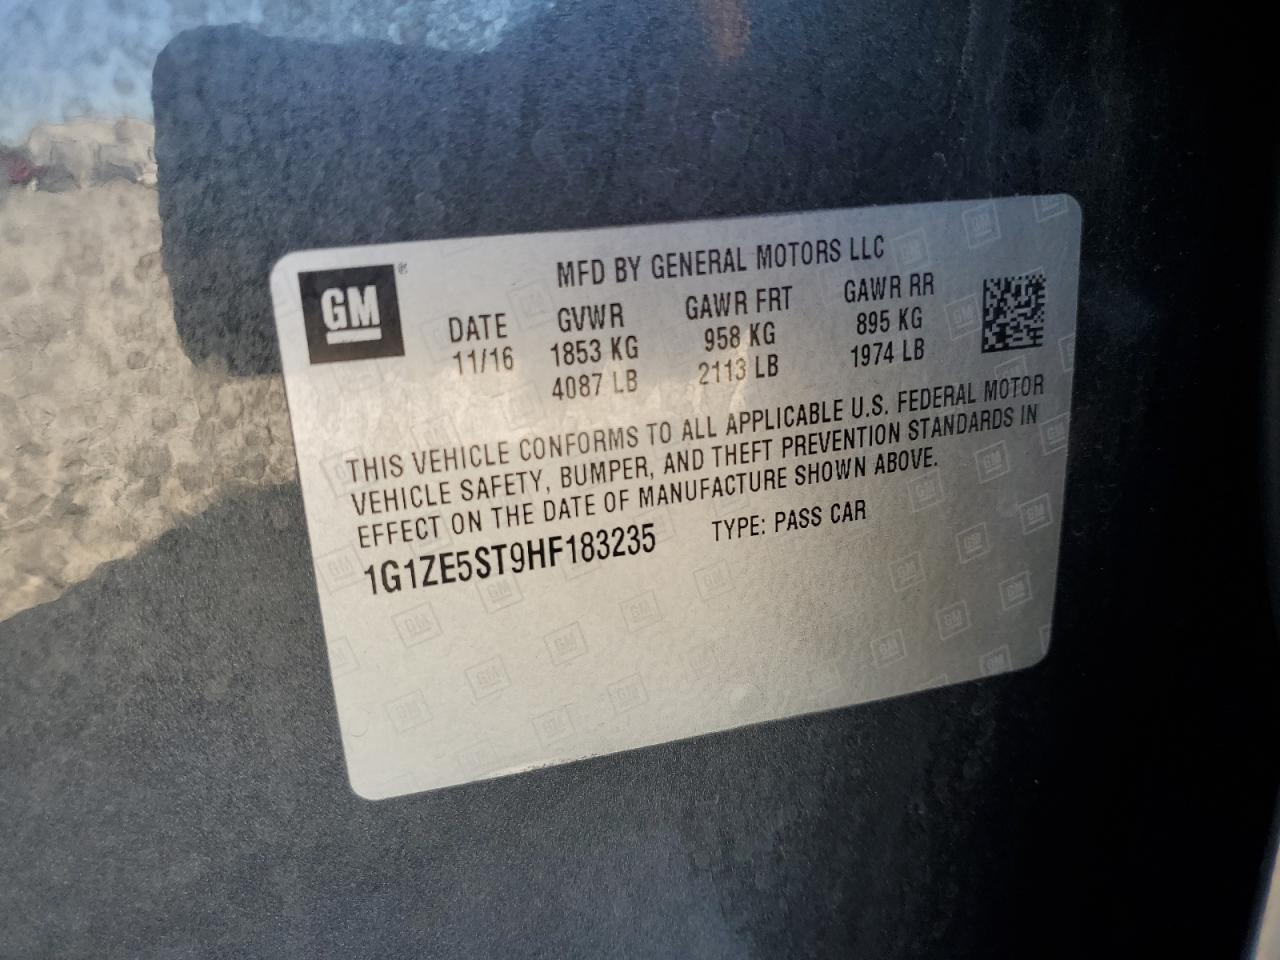 GM®
MFD BY GENERAL MOTORS LLC
DATE GVWR GAWR FRT GAWR RR
11/16 1853 KG 958 KG 895 KG
4087 LB 2113 LB 1974 LB
THIS VEHICLE CONFORMS TO ALL APPLICABLE U.S. FEDERAL MOTOR
VEHICLE SAFETY, BUMPER, AND THEFT PREVENTION STANDARDS IN
EFFECT ON THE DATE OF MANUFACTURE SHOWN ABOVE.
1G1ZE5ST9HF183235 TYPE: PASS CAR